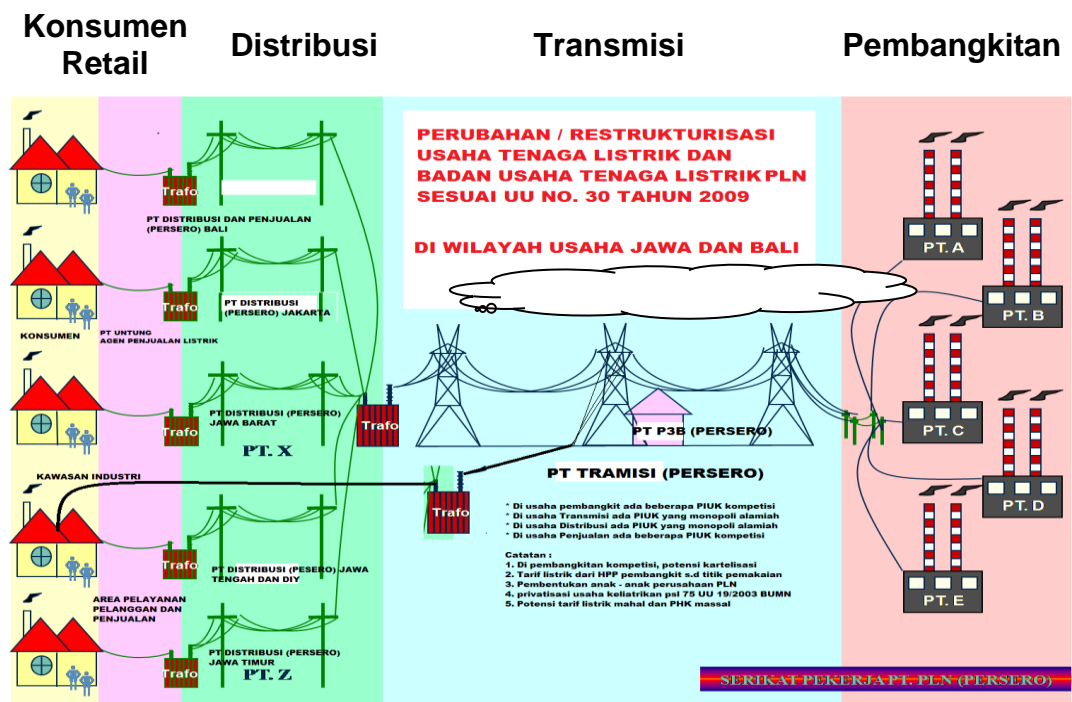 Konsumen
Retail
Distribusi
Transmisi
Pembangkitan
PERUBAHAN / RESTRUKTURISASI
USAHA TENAGA LISTRIK DAN
BADAN USAHA TENAGA LISTRIK PLN
SESUAI UU NO. 30 TAHUN 2009
DI WILAYAH USAHA JAWA DAN BALI
Trafo
PT DISTRIBUSI DAN PENJUALAN
(PERSERO) BALI
Trafo
PT DISTRIBUSI
(PERSERO) JAKARTA
KONSUMEN
PT UNTUNG
AGEN PENJUALAN LISTRIK
Trafo
PT DISTRIBUSI (PERSERO)
JAWA BARAT
PT. X
Trafo
KAWASAN INDUSTRI
Trafo
Trafo
PT DISTRIBUSI (PESERO) JAWA
TENGAH DAN DIY
AREA PELAYANAN
PELANGGAN DAN
PENJUALAN
Trafo
PT DISTRIBUSI (PERSERO)
JAWA TIMUR
PT. Z
8
PT P3B (PERSERO)
PT TRAMISI (PERSERO)
* Di usaha pembangkit ada beberapa PIUK kompetisi
* Di usaha Transmisi ada PIUK yang monopoli alamiah
* Di usaha Distribusi ada PIUK yang monopoli alamiah
* Di usaha Penjualan ada beberapa PIUK kompetisi
Catatan :
1. Di pembangkitan kompetisi, potensi kartelisasi
2. Tarif listrik dari HPP pembangkit s.d titik pemakaian
3. Pembentukan anak - anak perusahaan PLN
4. privatisasi usaha keliatrikan psl 75 UU 19/2003 BUMN
5. Potensi tarif listrik mahal dan PHK massal
PT. A
PT. B
PT. C
PT. D
PT. E
SERIKAT PEKERJA PT. PLN (PERSERO)